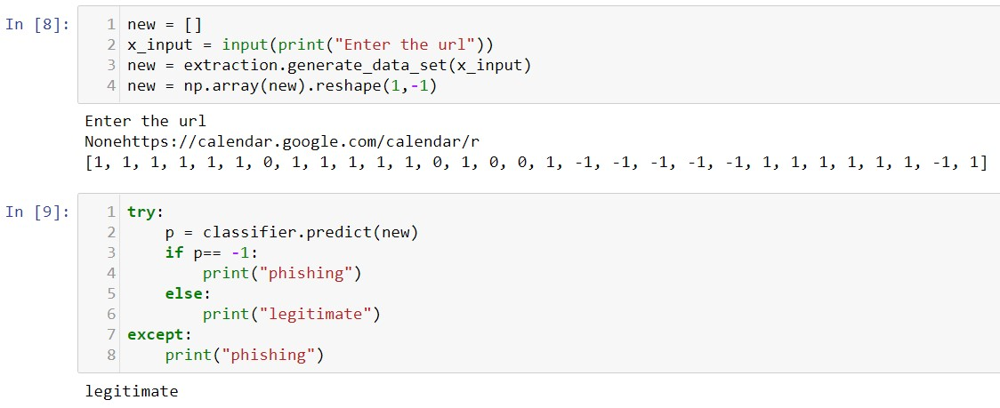 In [8]:
1 new = []
2 x_input = input(print("Enter the url"))
3 new = extraction.generate_data_set(x_input)
4 new = np.array(new).reshape(1,-1)
Enter the url
Nonehttps://calendar.google.com/calendar/r
[1, 1, 1, 1, 1, 1, 0, 1, 1, 1, 1, 1, 0, 1, 0, 0, 1, -1, -1, -1, -1, -1, 1, 1, 1, 1, 1, 1, -1, 1]
In [9]:
1 try:
2     p = classifier.predict(new)
3     if p== -1:
4         print("phishing")
5     else:
6         print("legitimate")
7 except:
8     print("phishing")
legitimate